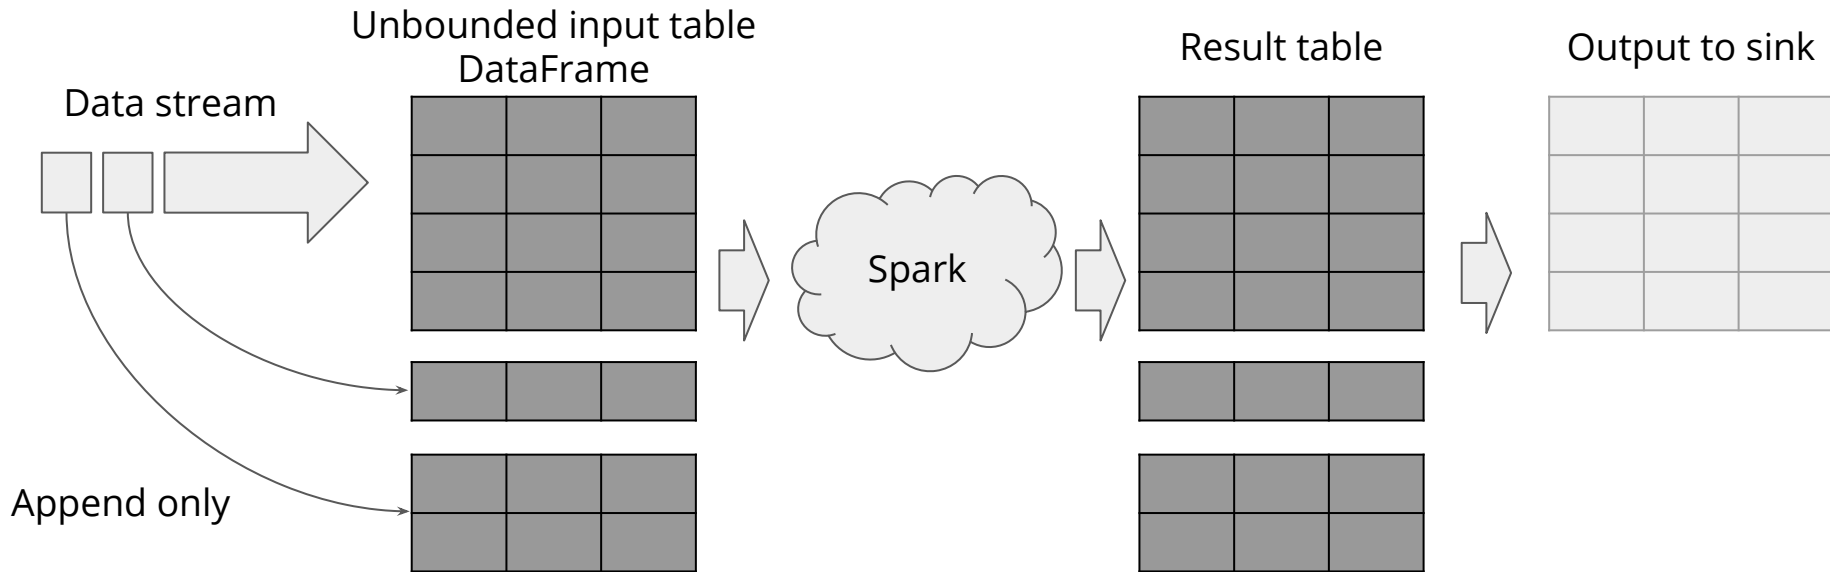 Unbounded input table
DataFrame
Data stream
Append only
Spark
Result table
Output to sink